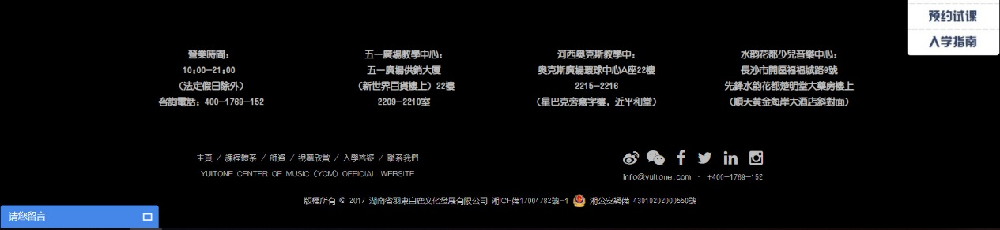 预约试课
入学指南
營業時間：
10:00-21:00
（法定假日除外）
咨詢電話：400-1769-152
五一廣場教學中心：
五一廣場供銷大厦
（新世界百貨樓上）22樓
2209-2210室
河西奧克斯教學中：
奧克斯廣場環球中心A座22樓
2215-2216
（星巴克旁寫字樓，近平和堂）
水韵花都少兒音樂中心：
長沙市開區福福城路9號
先鋒水韵花都楚明堂大藥房樓上
（順天黄金海岸大酒店斜對面）
主頁 / 課程體系 / 師資 / 視聽欣賞 / 入學答疑 / 聯系我們
YUITONE CENTER OF MUSIC (YCM) OFFICIAL WEBSITE
Info@yuitone.com · +400-1769-152
版權所有 © 2017 湖南省羽東白鹿文化發展有限公司 湘ICP備17004782號-1 湘公安網備 43010202000550號
请您留言